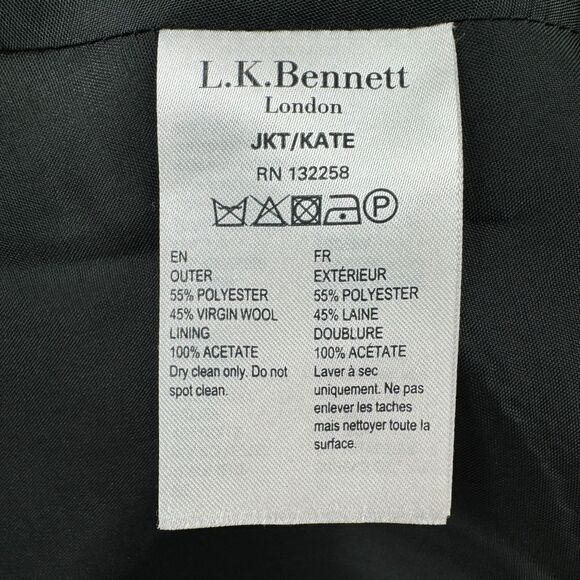 L.K.Bennett
London
JKT/KATE
RN 132258
P
EN
OUTER
55% POLYESTER
45% VIRGIN WOOL
LINING
100% ACETATE
Dry clean only. Do not
spot clean.
FR
EXTÉRIEUR
55% POLYESTER
45% LAINE
DOUBLURE
100% ACÉTATE
Laver à sec
uniquement. Ne pas
enlever les taches
mais nettoyer toute la
surface.